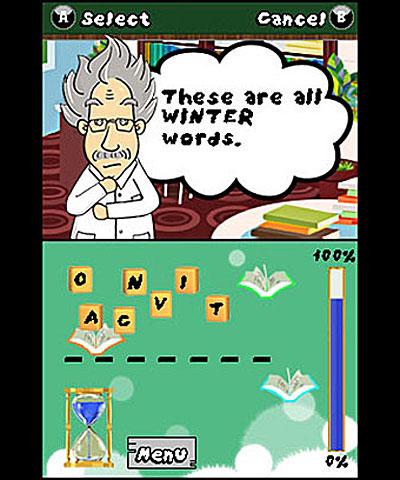 A Select
Cancel B
These are all
WINTER
words.
100%
O N I
A C V T
Menu
0%